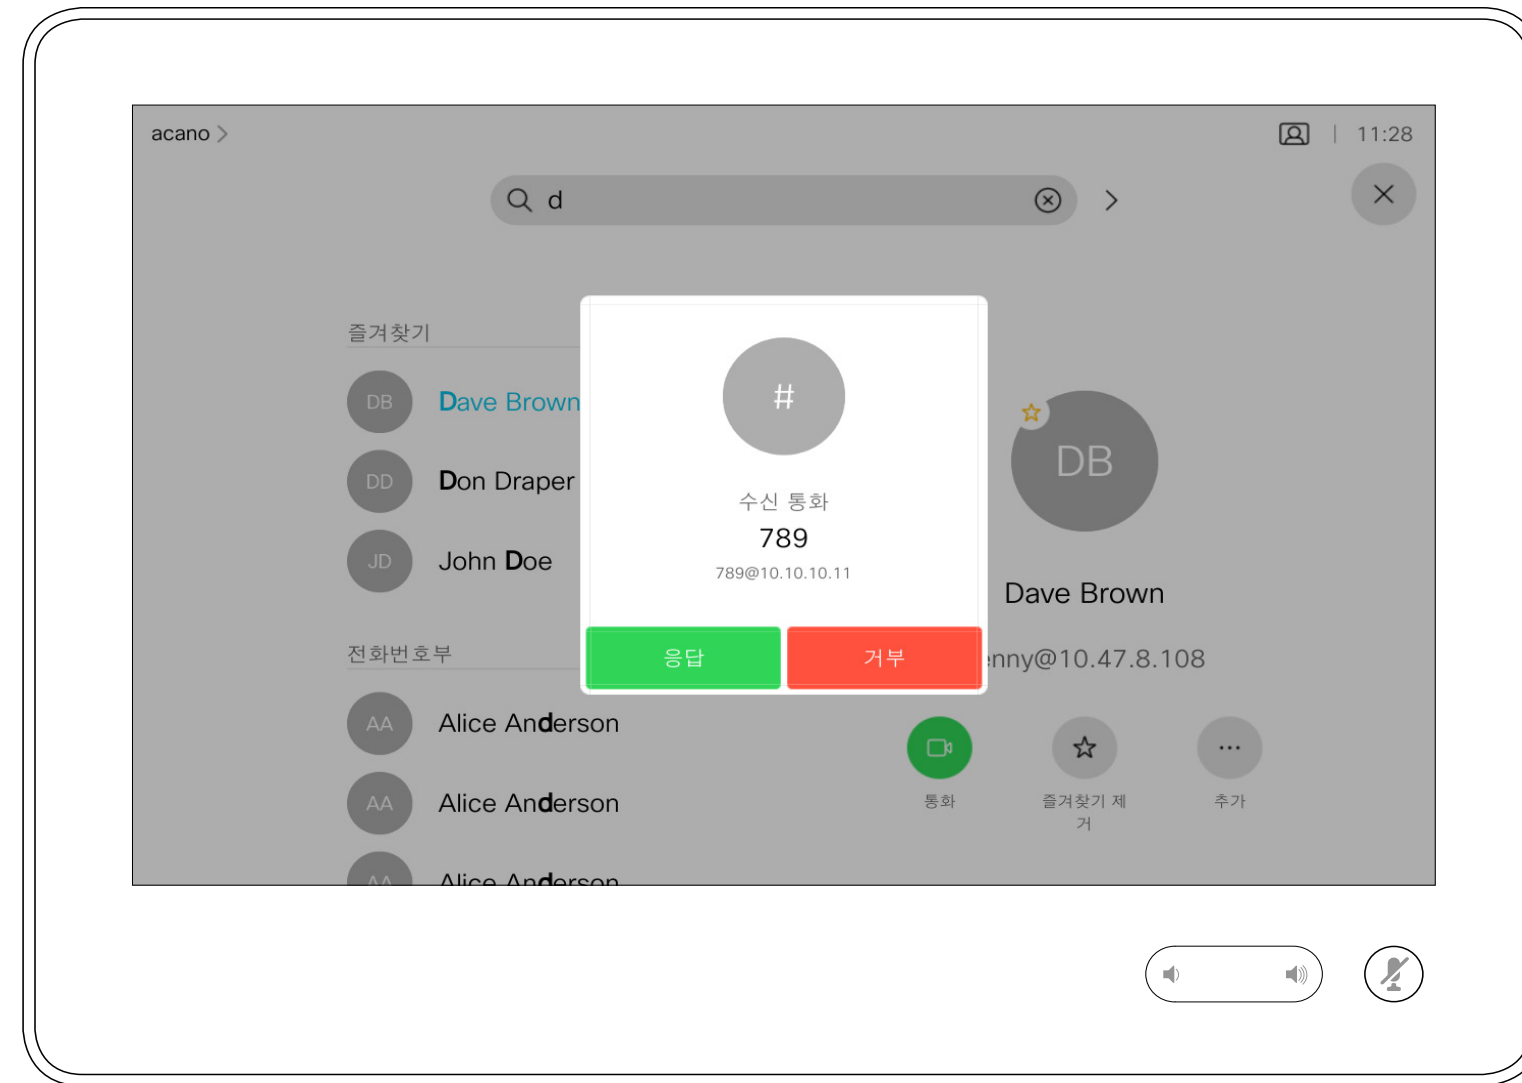 acano
11:28
d
즐겨찾기
DB
Dave Brown
DD
Don Draper
JD
John Doe
전화번호부
AA
Alice Anderson
AA
Alice Anderson
AA
Alice Anderson
#
수신 통화
789
789@10.10.10.11
응답
거부
DB
Dave Brown
nny@10.47.8.108
통화
즐겨찾기 제
거
추가